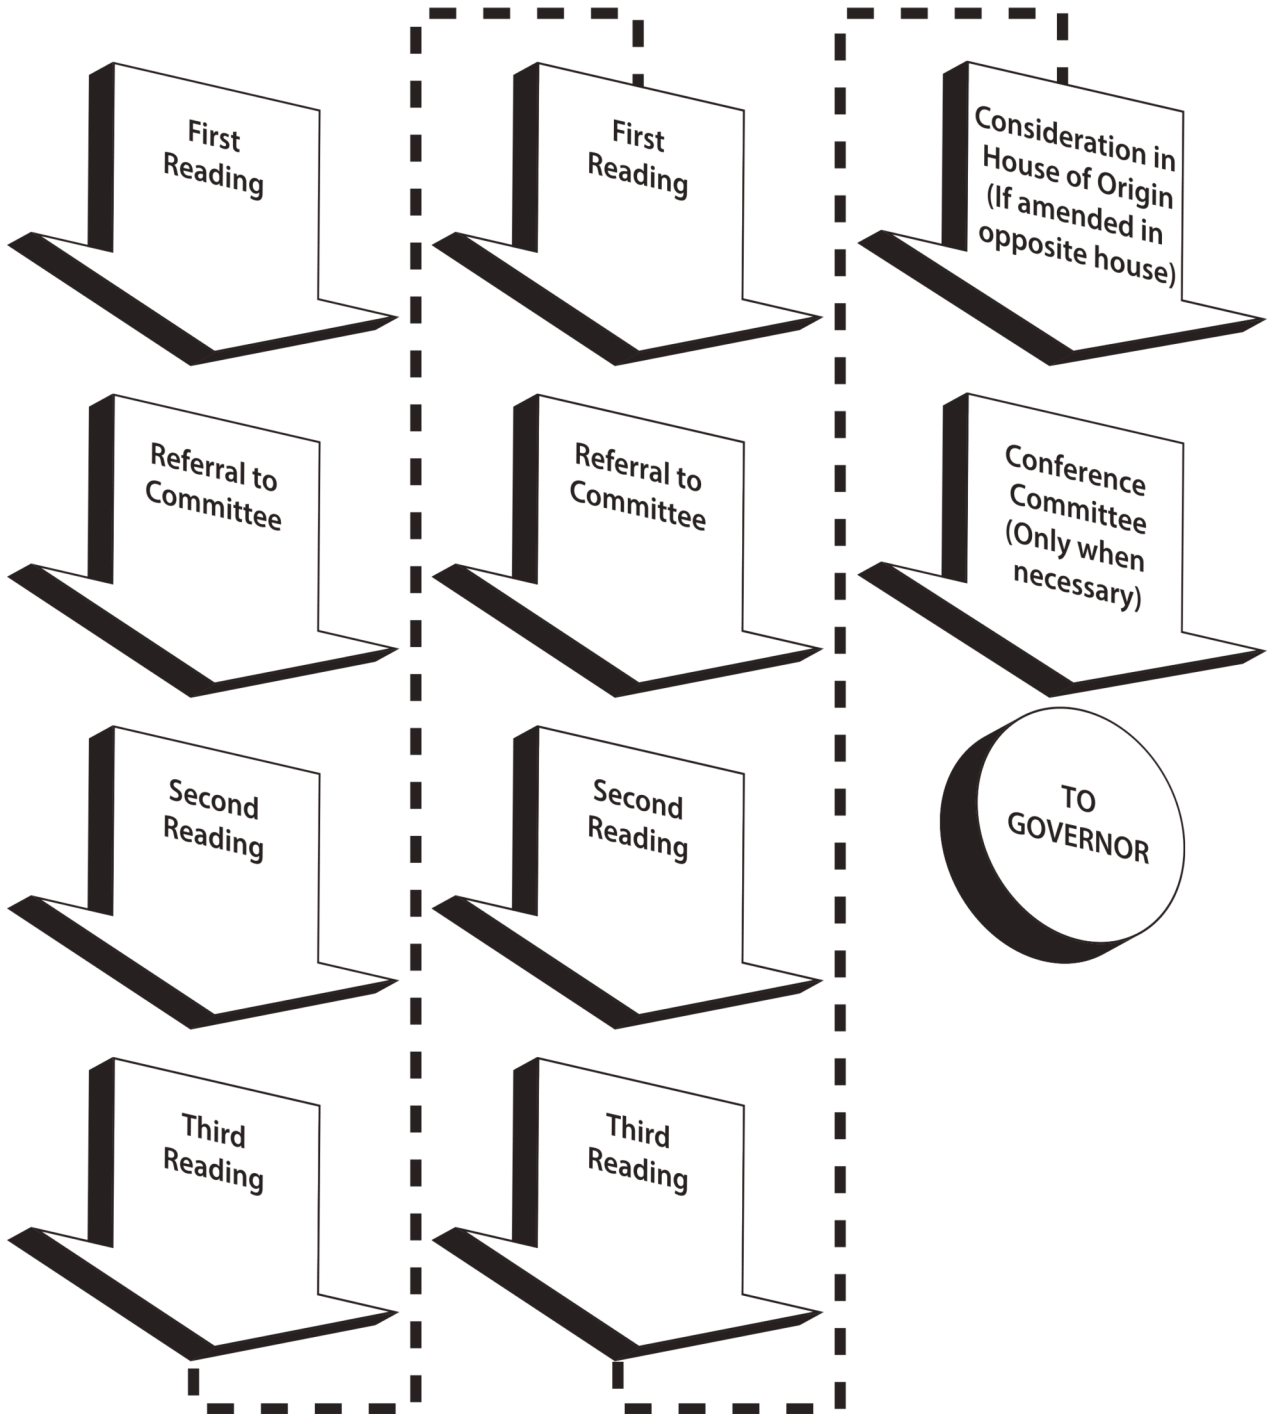 First
Reading
Referral to
Committee
Second
Reading
Third
Reading
First
Reading
Referral to
Committee
Second
Reading
Third
Reading
Consideration in
House of Origin
(If amended in
opposite house)
Conference
Committee
(Only when
necessary)
TO
GOVERNOR